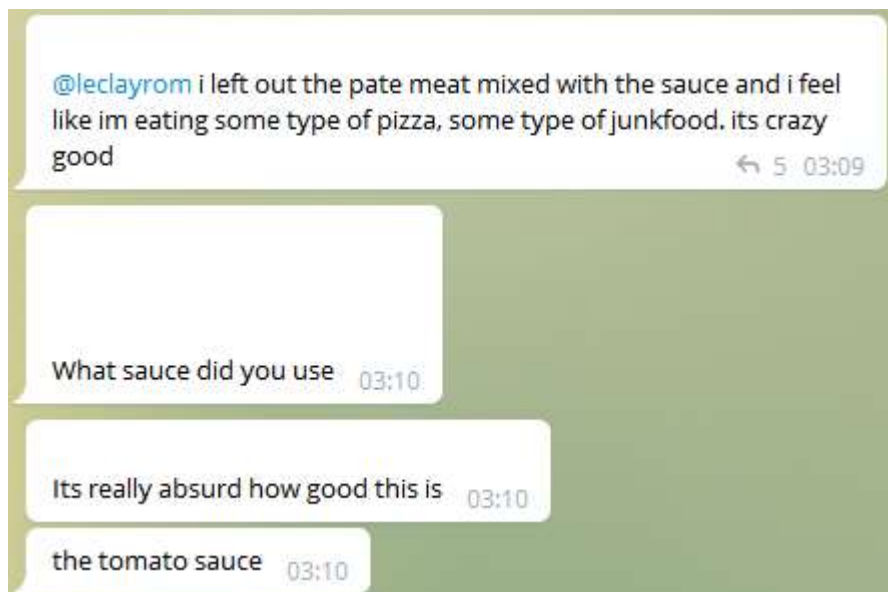 @leclayrom i left out the pate meat mixed with the sauce and i feel
like im eating some type of pizza, some type of junkfood. its crazy
good
5 03:09
What sauce did you use 03:10
Its really absurd how good this is 03:10
the tomato sauce 03:10